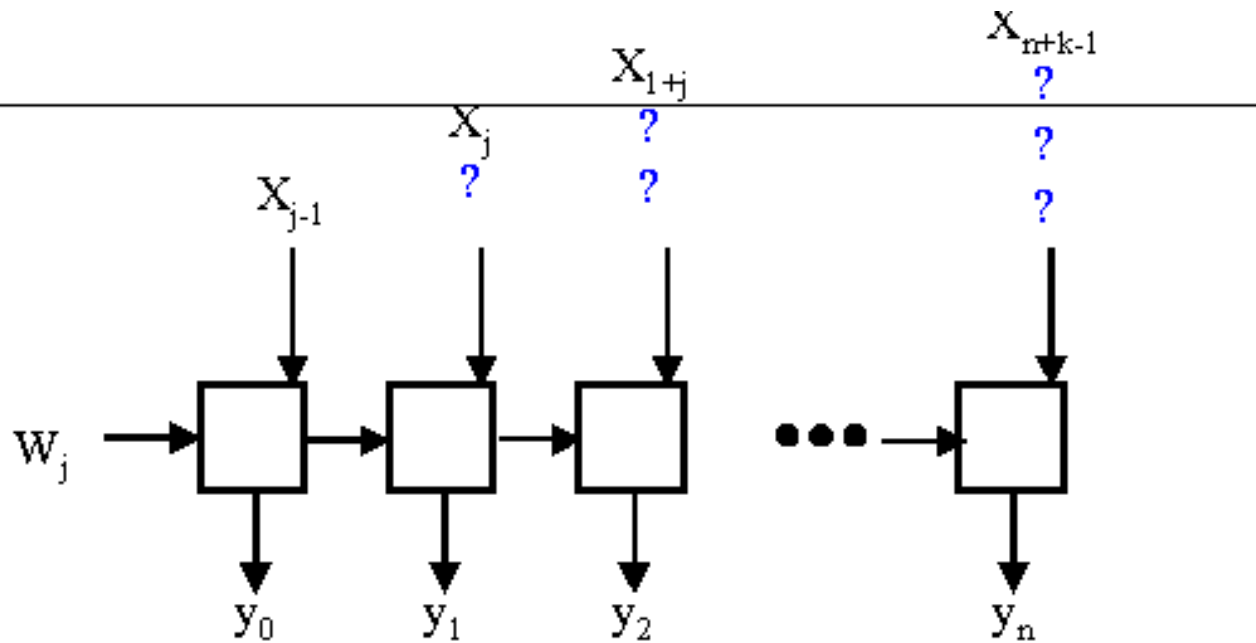 X_{n+k-1}
X_{1+j}
?
X_j
?
?
?
?
X_{j-1}
?
W_j
y_0
y_1
y_2
y_n